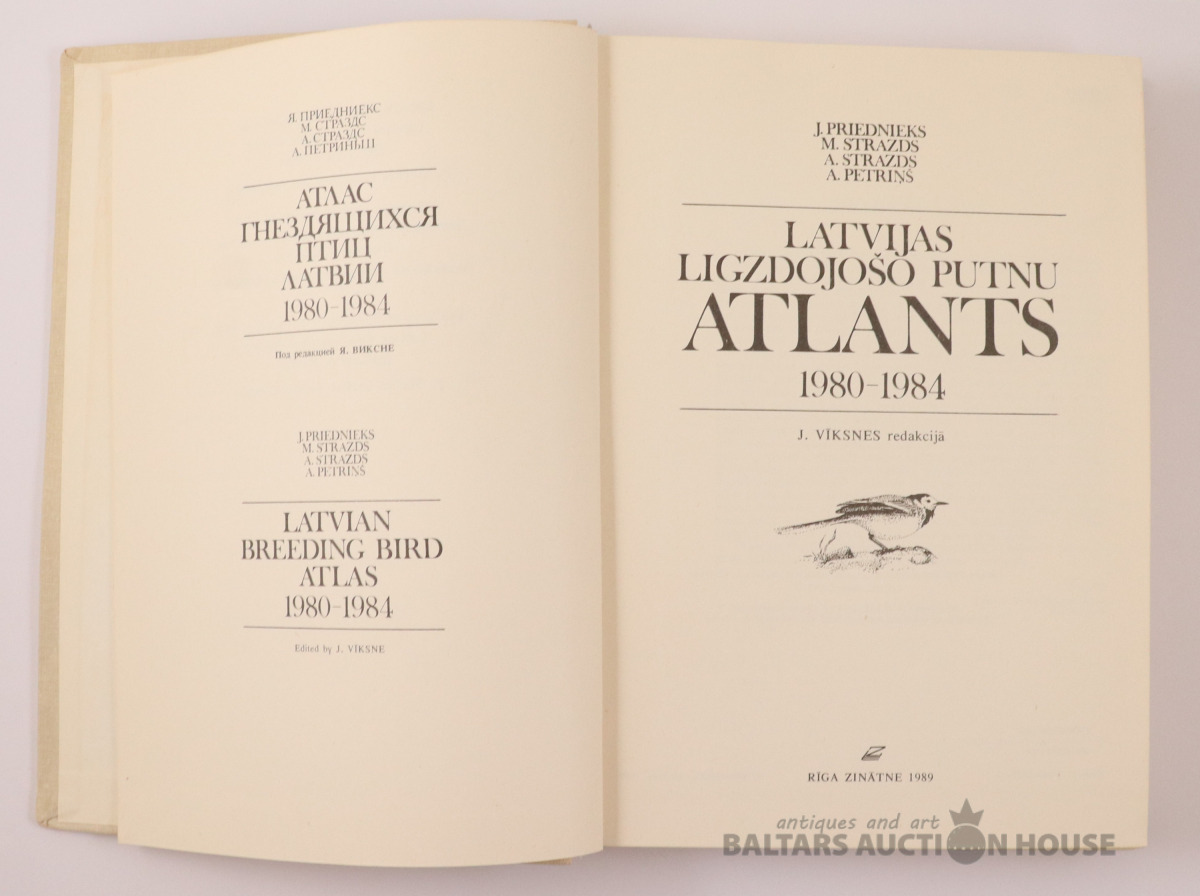 Я. ПРИЕДНИЕКС
М. СТРАЗДС
А. СТРАЗДС
А. ПЕТРИНЬШ
АТЛАС
ГНЕЗДЯЩИХСЯ
ПТИЦ
ЛАТВИИ
1980-1984
Под редакцией Я. ВИКСНЕ
J. PRIEDNIEKS
M. STRAZDS
A. STRAZDS
A. PETRIŅŠ
LATVIAN
BREEDING BIRD
ATLAS
1980-1984
Edited by J. VĪKSNE
J. PRIEDNIEKS
M. STRAZDS
A. STRAZDS
A. PETRIŅŠ
LATVIJAS
LIGZDOJOŠO PUTNU
ATLANTS
1980-1984
J. VĪKSNES redakcijā
RĪGA ZINĀTNE 1989
antiques and art
BALTARS AUCTION HOUSE